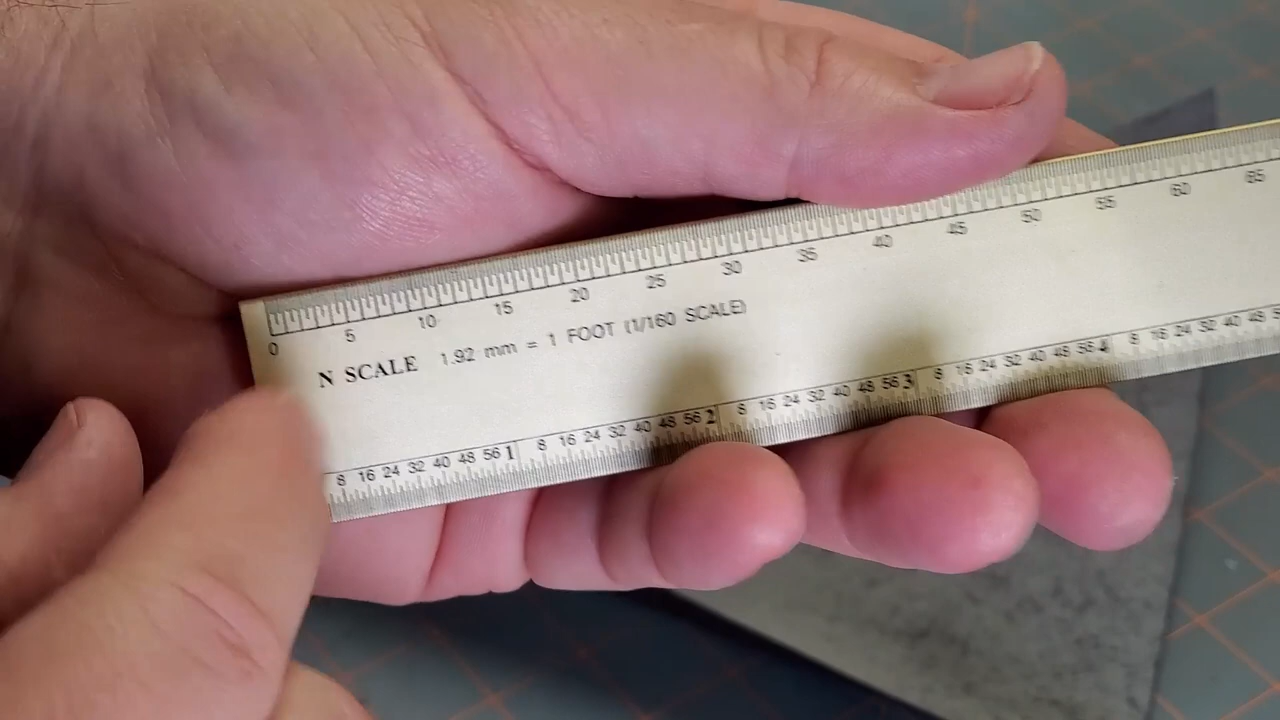 0 5 10 15 20 25 30 35 40 45 50 55 60 65
N SCALE 1.92 mm = 1 FOOT (1/160 SCALE)
8 16 24 32 40 48 56 1 8 16 24 32 40 48 56 2 8 16 24 32 40 48 56 3 8 16 24 32 40 48 56 4 8 16 24 32 40 48